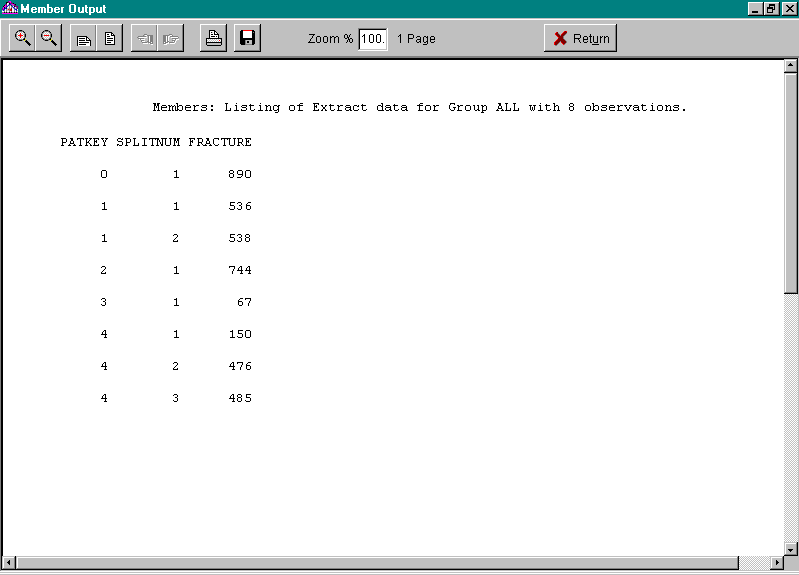 Member Output
Zoom % 100. 1 Page Return
Members: Listing of Extract data for Group ALL with 8 observations.
PATKEY SPLITNUM FRACTURE
0 1 890
1 1 536
1 2 538
2 1 744
3 1 67
4 1 150
4 2 476
4 3 485